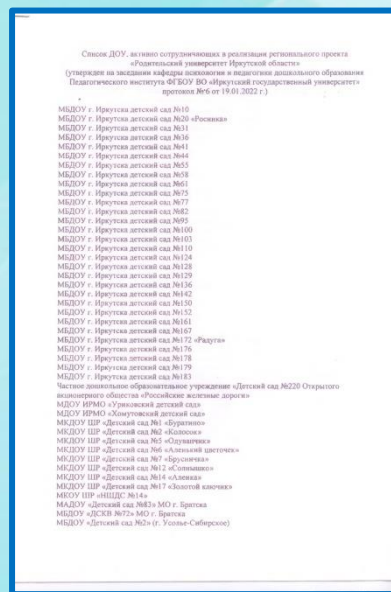 Список ДОУ, активно сотрудничающих в реализации регионального проекта
«Родительский университет Иркутской области»
(утвержден на заседании кафедры психологии и педагогики дошкольного образования
Педагогического института ФГБОУ ВО «Иркутский государственный университет»
протокол №6 от 19.01.2022 г.)
МБДОУ г. Иркутска детский сад №10
МБДОУ г. Иркутска детский сад №20 «Росинка»
МБДОУ г. Иркутска детский сад №31
МБДОУ г. Иркутска детский сад №36
МБДОУ г. Иркутска детский сад №41
МБДОУ г. Иркутска детский сад №44
МБДОУ г. Иркутска детский сад №55
МБДОУ г. Иркутска детский сад №58
МБДОУ г. Иркутска детский сад №61
МБДОУ г. Иркутска детский сад №75
МБДОУ г. Иркутска детский сад №77
МБДОУ г. Иркутска детский сад №82
МБДОУ г. Иркутска детский сад №95
МБДОУ г. Иркутска детский сад №100
МБДОУ г. Иркутска детский сад №103
МБДОУ г. Иркутска детский сад №110
МБДОУ г. Иркутска детский сад №124
МБДОУ г. Иркутска детский сад №128
МБДОУ г. Иркутска детский сад №129
МБДОУ г. Иркутска детский сад №136
МБДОУ г. Иркутска детский сад №142
МБДОУ г. Иркутска детский сад №150
МБДОУ г. Иркутска детский сад №152
МБДОУ г. Иркутска детский сад №161
МБДОУ г. Иркутска детский сад №167
МБДОУ г. Иркутска детский сад №172 «Радуга»
МБДОУ г. Иркутска детский сад №176
МБДОУ г. Иркутска детский сад №178
МБДОУ г. Иркутска детский сад №179
МБДОУ г. Иркутска детский сад №183
Частное дошкольное образовательное учреждение «Детский сад №220 Открытого
акционерного общества «Российские железные дороги»
МДОУ ИРМО «Уриковский детский сад»
МДОУ ИРМО «Хомутовский детский сад»
МКДОУ ШР «Детский сад №1 «Буратино»
МКДОУ ШР «Детский сад №2 «Колосок»
МКДОУ ШР «Детский сад №5 «Одуванчик»
МКДОУ ШР «Детский сад №6 «Аленький цветочек»
МКДОУ ШР «Детский сад №7 «Брусничка»
МКДОУ ШР «Детский сад №12 «Солнышко»
МКДОУ ШР «Детский сад №14 «Аленка»
МКДОУ ШР «Детский сад №17 «Золотой ключик»
МКОУ ШР «НШДС №14»
МАДОУ «Детский сад №83» МО г. Братска
МБДОУ «ДСКВ №72» МО г. Братска
МБДОУ «Детский сад №2» (г. Усолье-Сибирское)